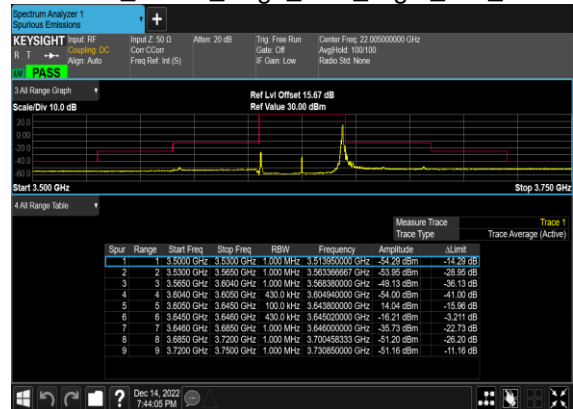 Spectrum Analyzer 1
Spurious Emissions
+
KEYSIGHT Input: RF Input Z: 50 Ω Atten: 20 dB Trig: Free Run Center Freq: 22.005000000 GHz
R T Coupling: DC Corr CCorr Gate: Off Avg|Hold: 100/100
Align: Auto Freq Ref: Int (S) IF Gain: Low Radio Std: None
PASS
3 All Range Graph Ref Lvl Offset 15.67 dB
Scale/Div 10.0 dB Ref Value 30.00 dBm
20.0
0.00
-20.0
-40.0
-60.0
Start 3.500 GHz Stop 3.750 GHz
4 All Range Table
Measure Trace Trace 1
Trace Type Trace Average (Active)
Spur Range Start Freq Stop Freq RBW Frequency Amplitude ΔLimit
1 1 3.5000 GHz 3.5300 GHz 1.000 MHz 3.513950000 GHz -54.29 dBm -14.29 dB
2 2 3.5300 GHz 3.5650 GHz 1.000 MHz 3.563366667 GHz -53.95 dBm -28.95 dB
3 3 3.5650 GHz 3.6040 GHz 1.000 MHz 3.568380000 GHz -49.13 dBm -36.13 dB
4 4 3.6040 GHz 3.6050 GHz 430.0 kHz 3.604940000 GHz -54.00 dBm -41.00 dB
5 5 3.6050 GHz 3.6450 GHz 100.0 kHz 3.643800000 GHz 14.04 dBm -15.96 dB
6 6 3.6450 GHz 3.6460 GHz 430.0 kHz 3.645020000 GHz -16.21 dBm -3.211 dB
7 7 3.6460 GHz 3.6850 GHz 1.000 MHz 3.646000000 GHz -35.73 dBm -22.73 dB
8 8 3.6850 GHz 3.7200 GHz 1.000 MHz 3.700458333 GHz -51.20 dBm -26.20 dB
9 9 3.7200 GHz 3.7500 GHz 1.000 MHz 3.730850000 GHz -51.16 dBm -11.16 dB
? Dec 14, 2022
7:44:05 PM